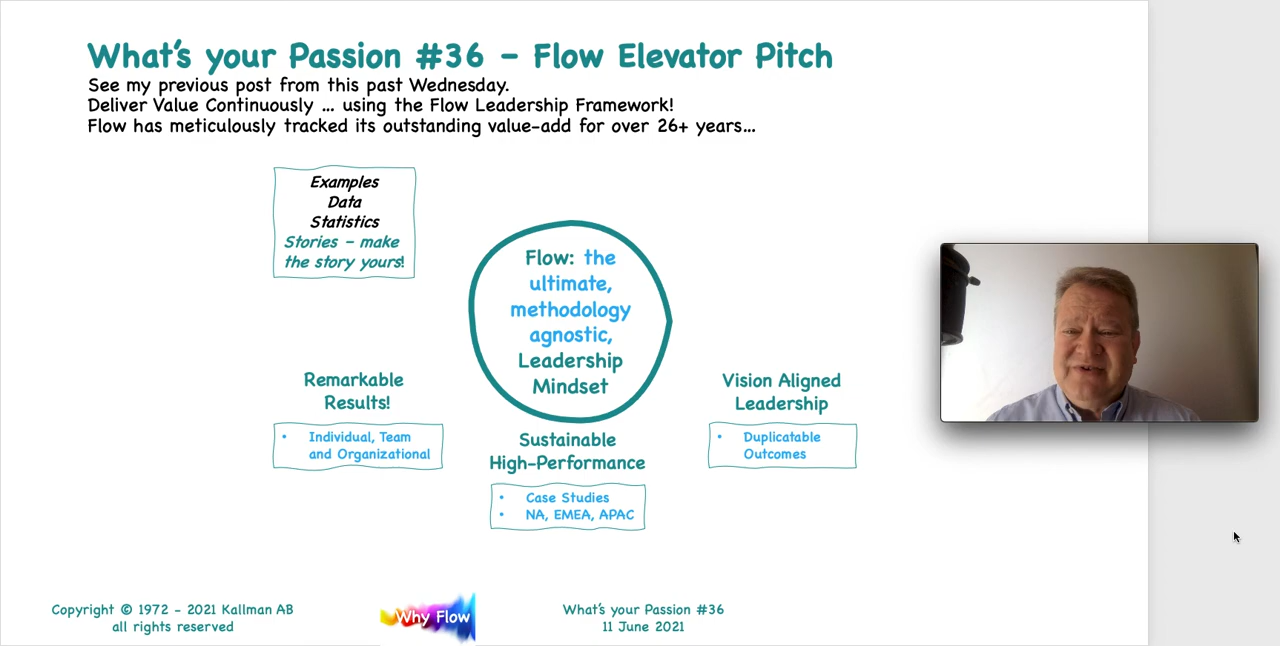 What's your Passion #36 – Flow Elevator Pitch
See my previous post from this past Wednesday.
Deliver Value Continuously ... using the Flow Leadership Framework!
Flow has meticulously tracked its outstanding value-add for over 26+ years...
Examples
Data
Statistics
Stories – make
the story yours!
Flow: the
ultimate,
methodology
agnostic,
Leadership
Mindset
Remarkable
Results!
• Individual, Team
and Organizational
Sustainable
High-Performance
• Case Studies
• NA, EMEA, APAC
Vision Aligned
Leadership
• Duplicatable
Outcomes
Copyright © 1972 - 2021 Kallman AB
all rights reserved
Why Flow
What's your Passion #36
11 June 2021